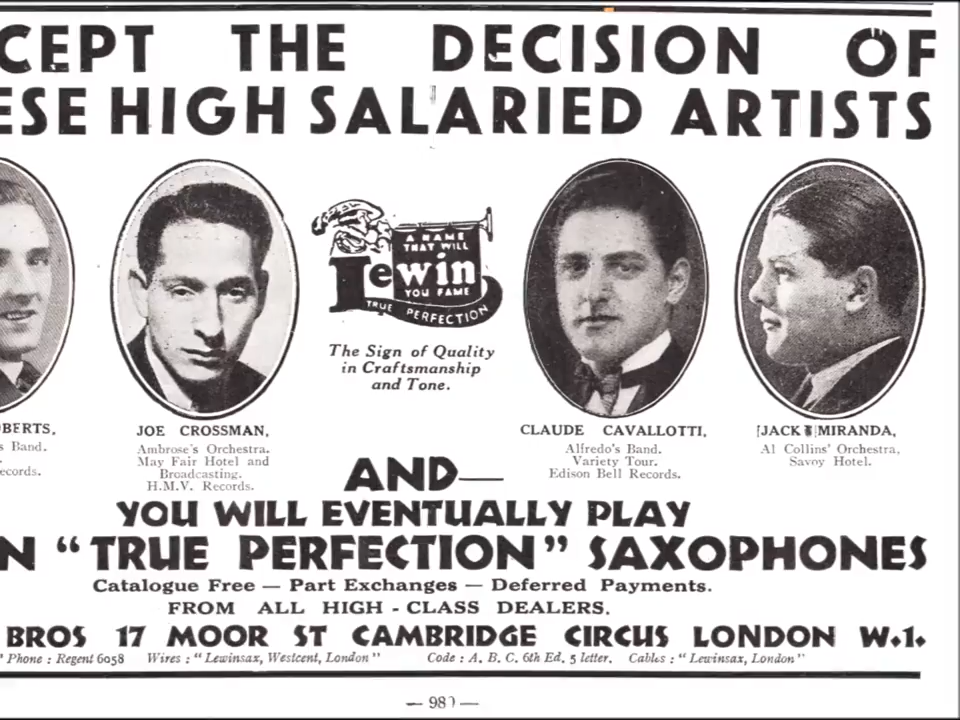 CEPT THE DECISION OF
ESE HIGH SALARIED ARTISTS
A NAME
THAT WILL
Lewin
YOU FAME
TRUE PERFECTION
The Sign of Quality
in Craftsmanship
and Tone.
BERTS,
s Band.
ecords.
JOE CROSSMAN,
Ambrose's Orchestra.
May Fair Hotel and
Broadcasting.
H.M.V. Records.
CLAUDE CAVALLOTTI,
Alfredo's Band.
Variety Tour.
Edison Bell Records.
JACK MIRANDA,
Al Collins' Orchestra,
Savoy Hotel.
AND—
YOU WILL EVENTUALLY PLAY
N "TRUE PERFECTION" SAXOPHONES
Catalogue Free — Part Exchanges — Deferred Payments.
FROM ALL HIGH-CLASS DEALERS.
BROS 17 MOOR ST CAMBRIDGE CIRCUS LONDON W.1.
' Phone : Regent 6058 Wires : "Lewinsax, Westcent, London" Code : A. B. C. 6th Ed. 5 letter. Cables : "Lewinsax, London"